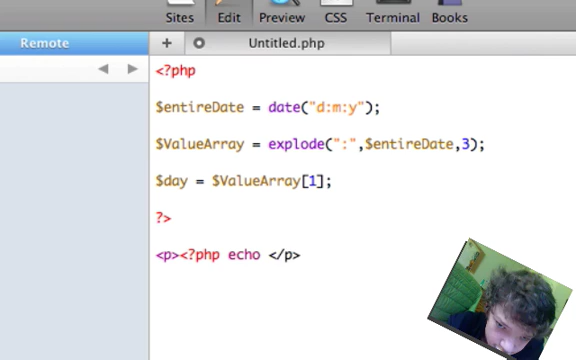 Sites Edit Preview CSS Terminal Books
Remote
+ Untitled.php
<?php
$entireDate = date("d:m:y");
$ValueArray = explode(":",$entireDate,3);
$day = $ValueArray[1];
?>
<p><?php echo </p>